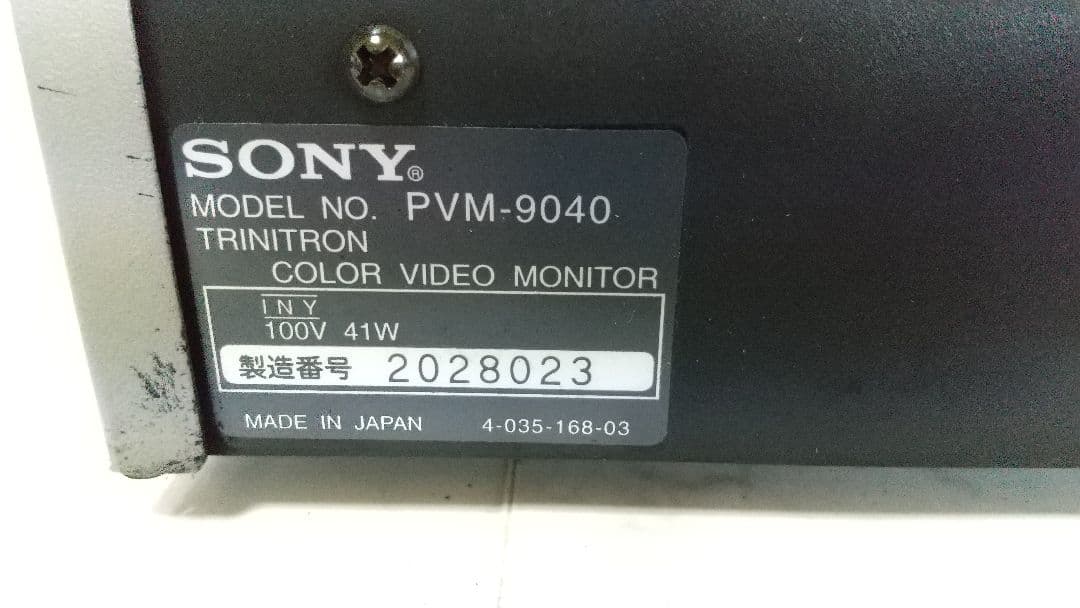 SONY®
MODEL NO. PVM-9040
TRINITRON
COLOR VIDEO MONITOR
INY
100V 41W
製造番号 2028023
MADE IN JAPAN 4-035-168-03